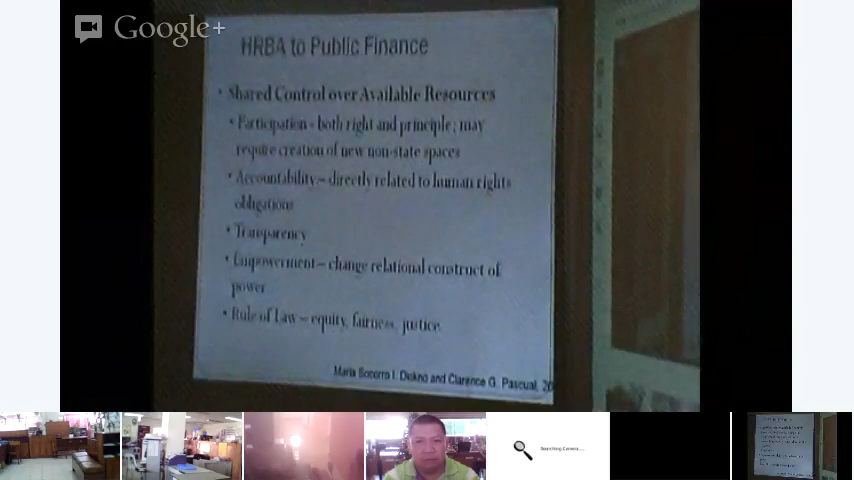 Google+
HRBA to Public Finance
• Shared Control over Available Resources
• Participation - both right and principle; may
require creation of new non-state spaces
• Accountability – directly related to human rights
obligations
• Transparency
• Empowerment – change relational construct of
power
• Rule of Law – equity, fairness, justice
Maria Socorro I. Diokno and Clarence G. Pascual, 20
Searching Camera...